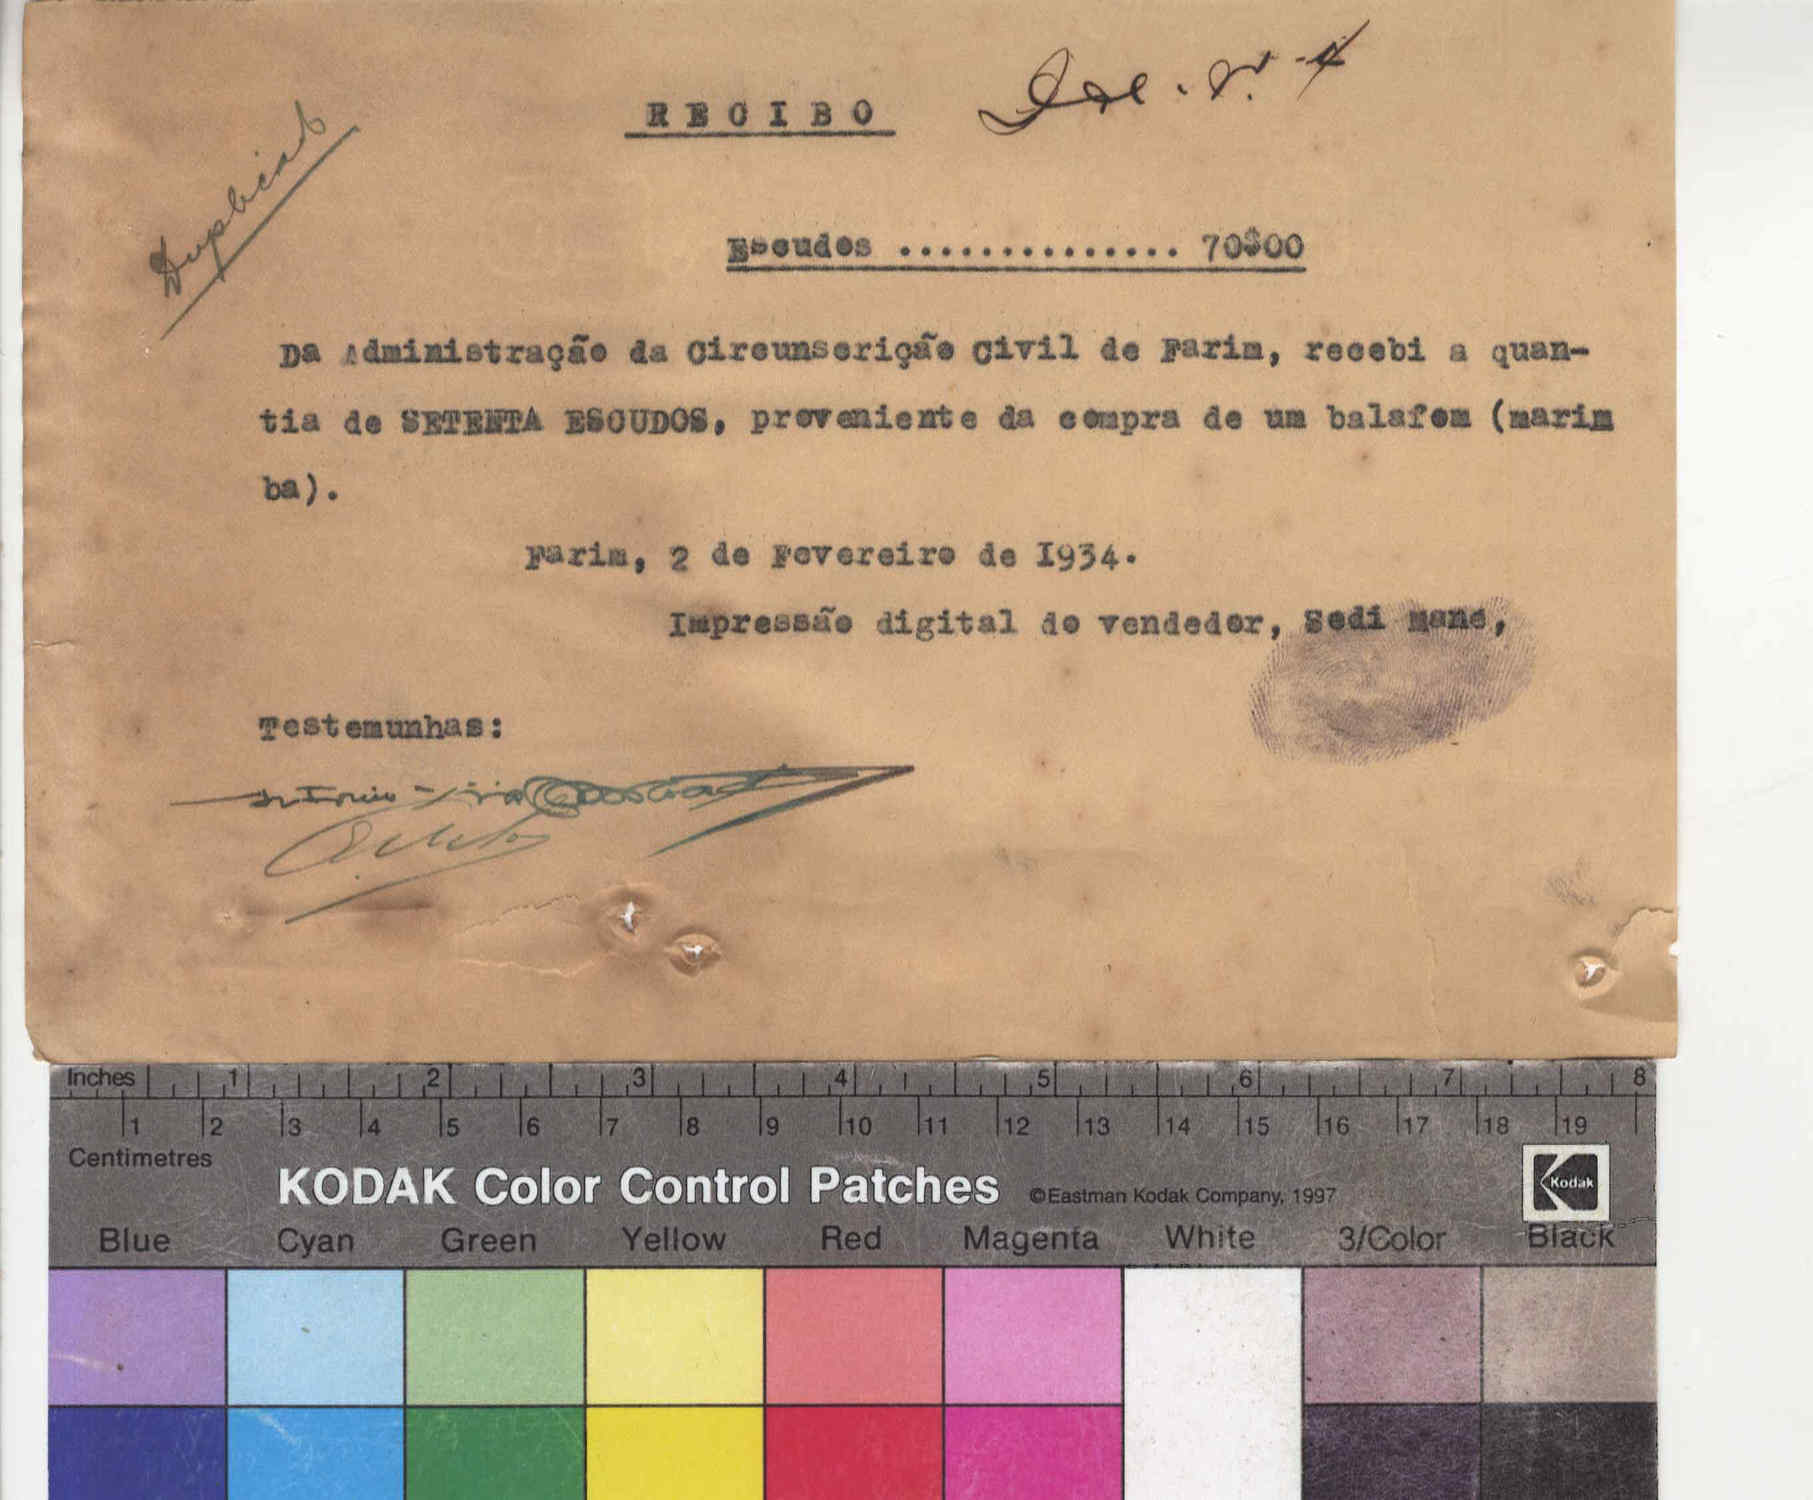 RECIBO
Doc. nº 4
Duplicado
Escudos ............... 70$00
Da Administração da Circunscrição Civil de Farim, recebi a quan-
tia de SETENTA ESCUDOS, proveniente da compra de um balafom (marim
ba).
Farim, 2 de Fevereiro de 1934.
Impressão digital do vendedor, Sedi Mané,
Testemunhas:
Inches 1 2 3 4 5 6 7 8
1 2 3 4 5 6 7 8 9 10 11 12 13 14 15 16 17 18 19
Centimetres
KODAK Color Control Patches ©Eastman Kodak Company, 1997 Kodak
Blue Cyan Green Yellow Red Magenta White 3/Color Black